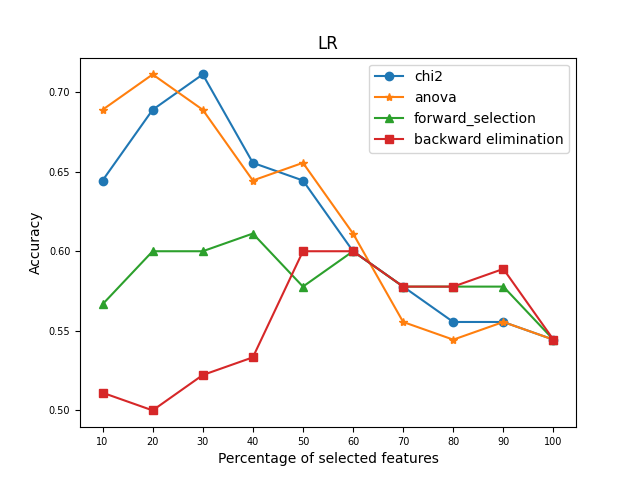 LR
chi2
anova
forward_selection
backward elimination
Accuracy
0.70
0.65
0.60
0.55
0.50
10 20 30 40 50 60 70 80 90 100
Percentage of selected features